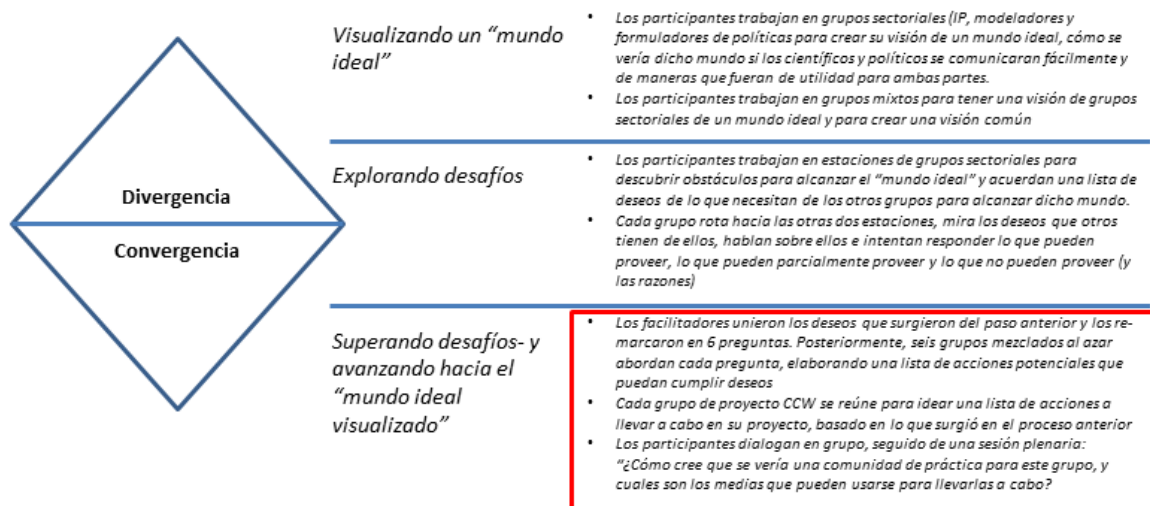 Divergencia
Convergencia
Visualizando un “mundo
ideal”
• Los participantes trabajan en grupos sectoriales (IP, modeladores y
formuladores de políticas para crear su visión de un mundo ideal, cómo se
vería dicho mundo si los científicos y políticos se comunicaran fácilmente y
de maneras que fueran de utilidad para ambas partes.
• Los participantes trabajan en grupos mixtos para tener una visión de grupos
sectoriales de un mundo ideal y para crear una visión común
Explorando desafíos
• Los participantes trabajan en estaciones de grupos sectoriales para
descubrir obstáculos para alcanzar el “mundo ideal” y acuerdan una lista de
deseos de lo que necesitan de los otros grupos para alcanzar dicho mundo.
• Cada grupo rota hacia las otras dos estaciones, mira los deseos que otros
tienen de ellos, hablan sobre ellos e intentan responder lo que pueden
proveer, lo que pueden parcialmente proveer y lo que no pueden proveer (y
las razones)
Superando desafíos- y
avanzando hacia el
“mundo ideal
visualizado”
• Los facilitadores unieron los deseos que surgieron del paso anterior y los re-
marcaron en 6 preguntas. Posteriormente, seis grupos mezclados al azar
abordan cada pregunta, elaborando una lista de acciones potenciales que
puedan cumplir deseos
• Cada grupo de proyecto CCW se reúne para idear una lista de acciones a
llevar a cabo en su proyecto, basado en lo que surgió en el proceso anterior
• Los participantes dialogan en grupo, seguido de una sesión plenaria:
“¿Cómo cree que se vería una comunidad de práctica para este grupo, y
cuales son los medias que pueden usarse para llevarlas a cabo?